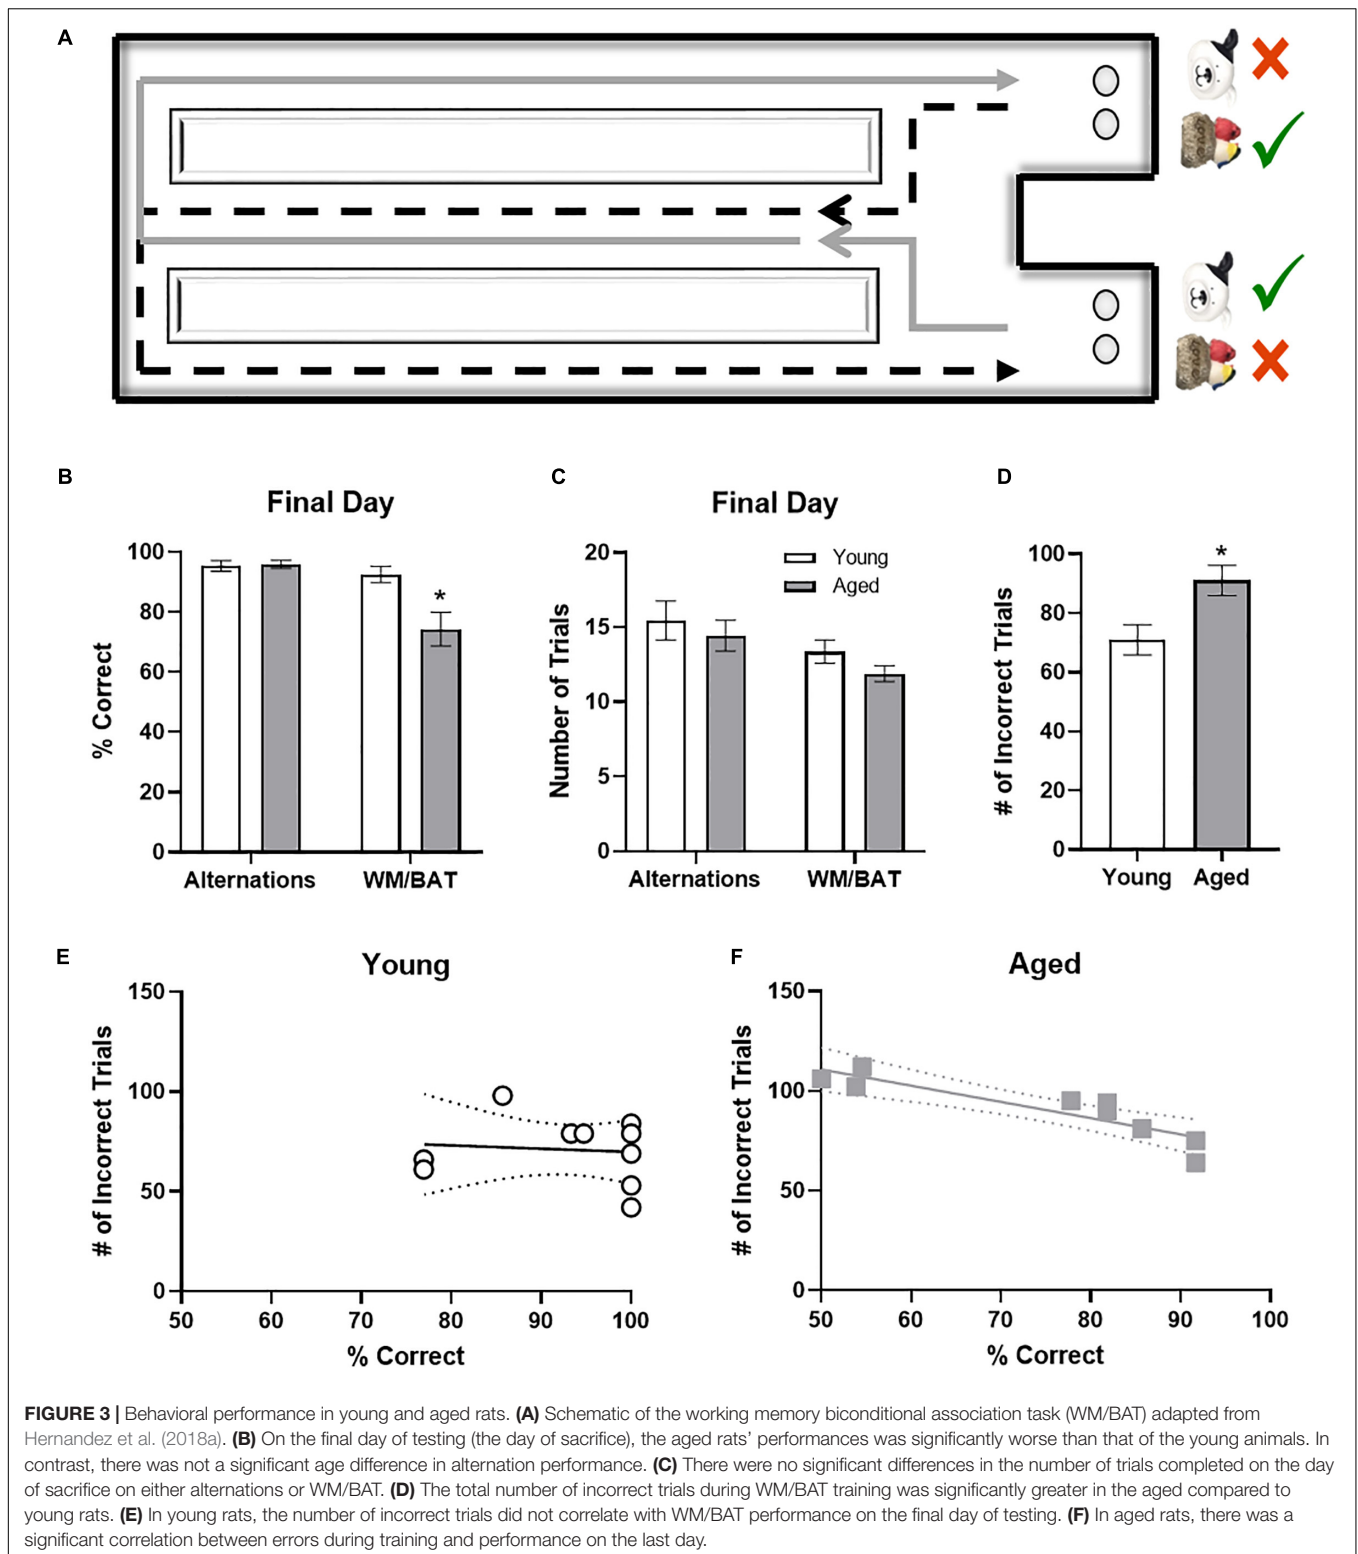 A
B
Final Day
100
80
60
40
20
0
% Correct
*
Alternations
WM/BAT
C
Final Day
20
15
10
5
0
Number of Trials
Young
Aged
Alternations
WM/BAT
D
100
80
60
40
20
0
# of Incorrect Trials
*
Young
Aged
E
Young
150
100
50
0
# of Incorrect Trials
50 60 70 80 90 100
% Correct
F
Aged
150
100
50
0
# of Incorrect Trials
50 60 70 80 90 100
% Correct
FIGURE 3 | Behavioral performance in young and aged rats. (A) Schematic of the working memory biconditional association task (WM/BAT) adapted from
Hernandez et al. (2018a). (B) On the final day of testing (the day of sacrifice), the aged rats' performances was significantly worse than that of the young animals. In
contrast, there was not a significant age difference in alternation performance. (C) There were no significant differences in the number of trials completed on the day
of sacrifice on either alternations or WM/BAT. (D) The total number of incorrect trials during WM/BAT training was significantly greater in the aged compared to
young rats. (E) In young rats, the number of incorrect trials did not correlate with WM/BAT performance on the final day of testing. (F) In aged rats, there was a
significant correlation between errors during training and performance on the last day.